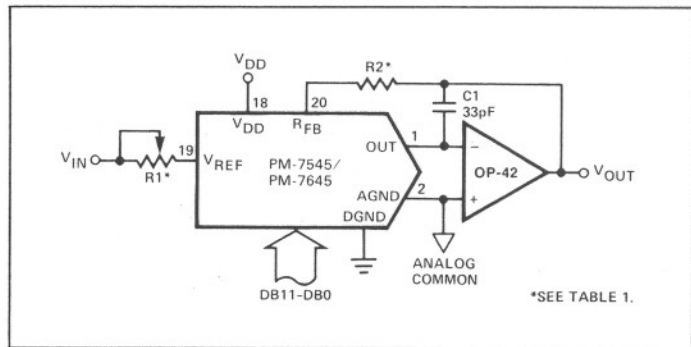 VDD
R2*
18
20
C1
33pF
VDD
RFB
1
OUT
−
VIN
R1*
19
VREF
PM-7545/
PM-7645
OP-42
VOUT
2
AGND
+
DGND
ANALOG
COMMON
DB11-DB0
*SEE TABLE 1.